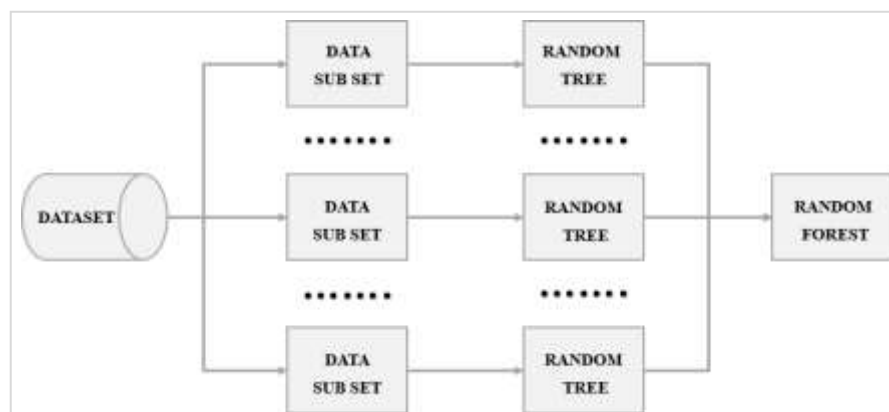 DATA
SUB SET
RANDOM
TREE
DATASET
DATA
SUB SET
RANDOM
TREE
RANDOM
FOREST
DATA
SUB SET
RANDOM
TREE